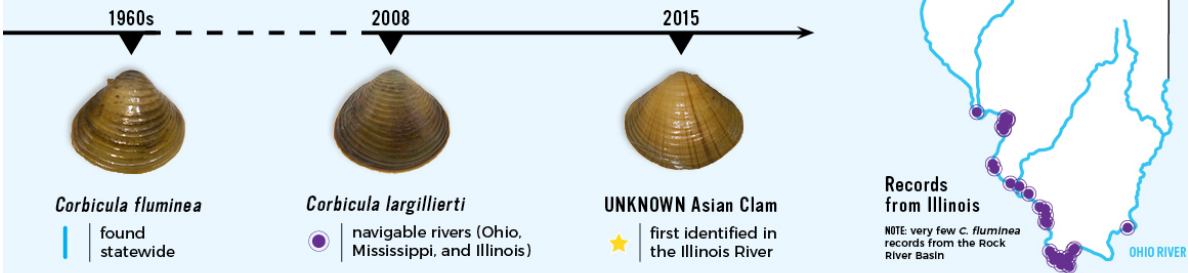 1960s
2008
2015
Corbicula fluminea
found
statewide
Corbicula largillierti
navigable rivers (Ohio,
Mississippi, and Illinois)
UNKNOWN Asian Clam
first identified in
the Illinois River
Records
from Illinois
NOTE: very few C. fluminea
records from the Rock
River Basin
OHIO RIVER